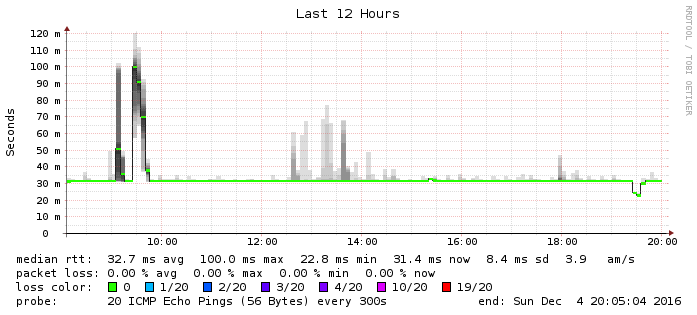 Last 12 Hours
RRDTOOL / TOBI OETIKER
Seconds
120 m
110 m
100 m
90 m
80 m
70 m
60 m
50 m
40 m
30 m
20 m
10 m
0
10:00 12:00 14:00 16:00 18:00 20:00
median rtt: 32.7 ms avg 100.0 ms max 22.8 ms min 31.4 ms now 8.4 ms sd 3.9 am/s
packet loss: 0.00 % avg 0.00 % max 0.00 % min 0.00 % now
loss color: 0 1/20 2/20 3/20 4/20 10/20 19/20
probe: 20 ICMP Echo Pings (56 Bytes) every 300s end: Sun Dec 4 20:05:04 2016